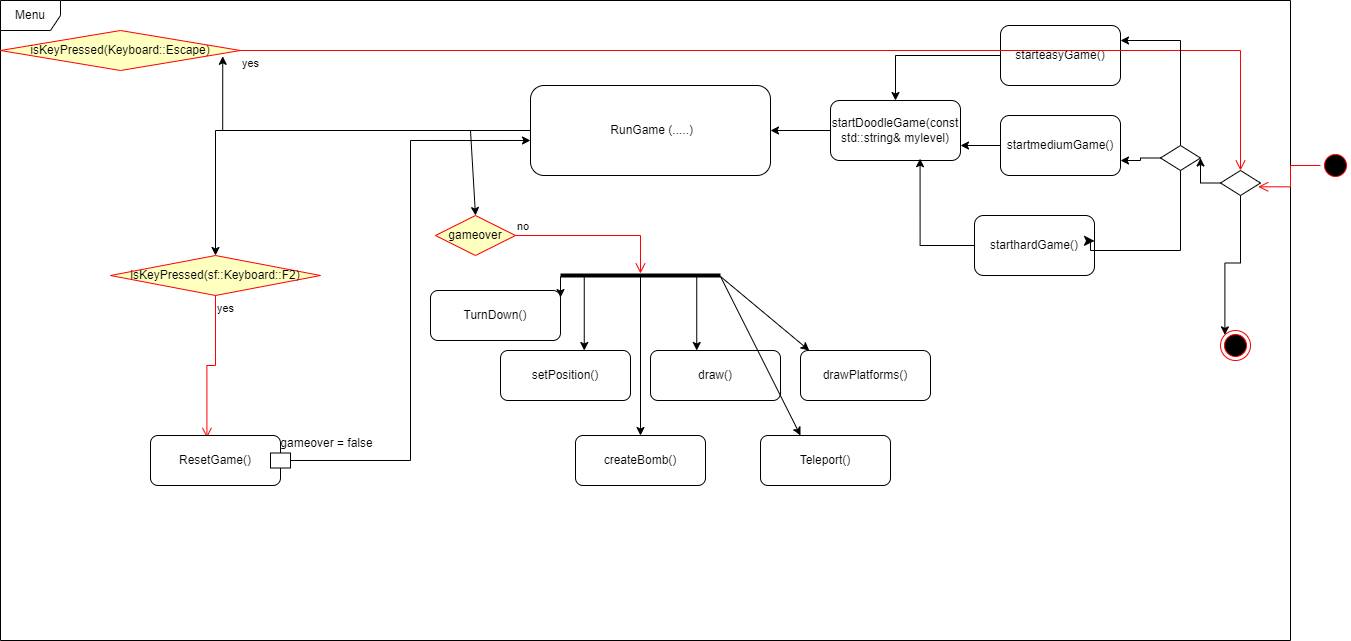 Menu
isKeyPressed(Keyboard::Escape)
yes
starteasyGame()
RunGame (.....)
startDoodleGame(const
std::string& mylevel)
startmediumGame()
gameover
no
starthardGame()
isKeyPressed(sf::Keyboard::F2)
yes
TurnDown()
setPosition()
draw()
drawPlatforms()
ResetGame()
gameover = false
createBomb()
Teleport()